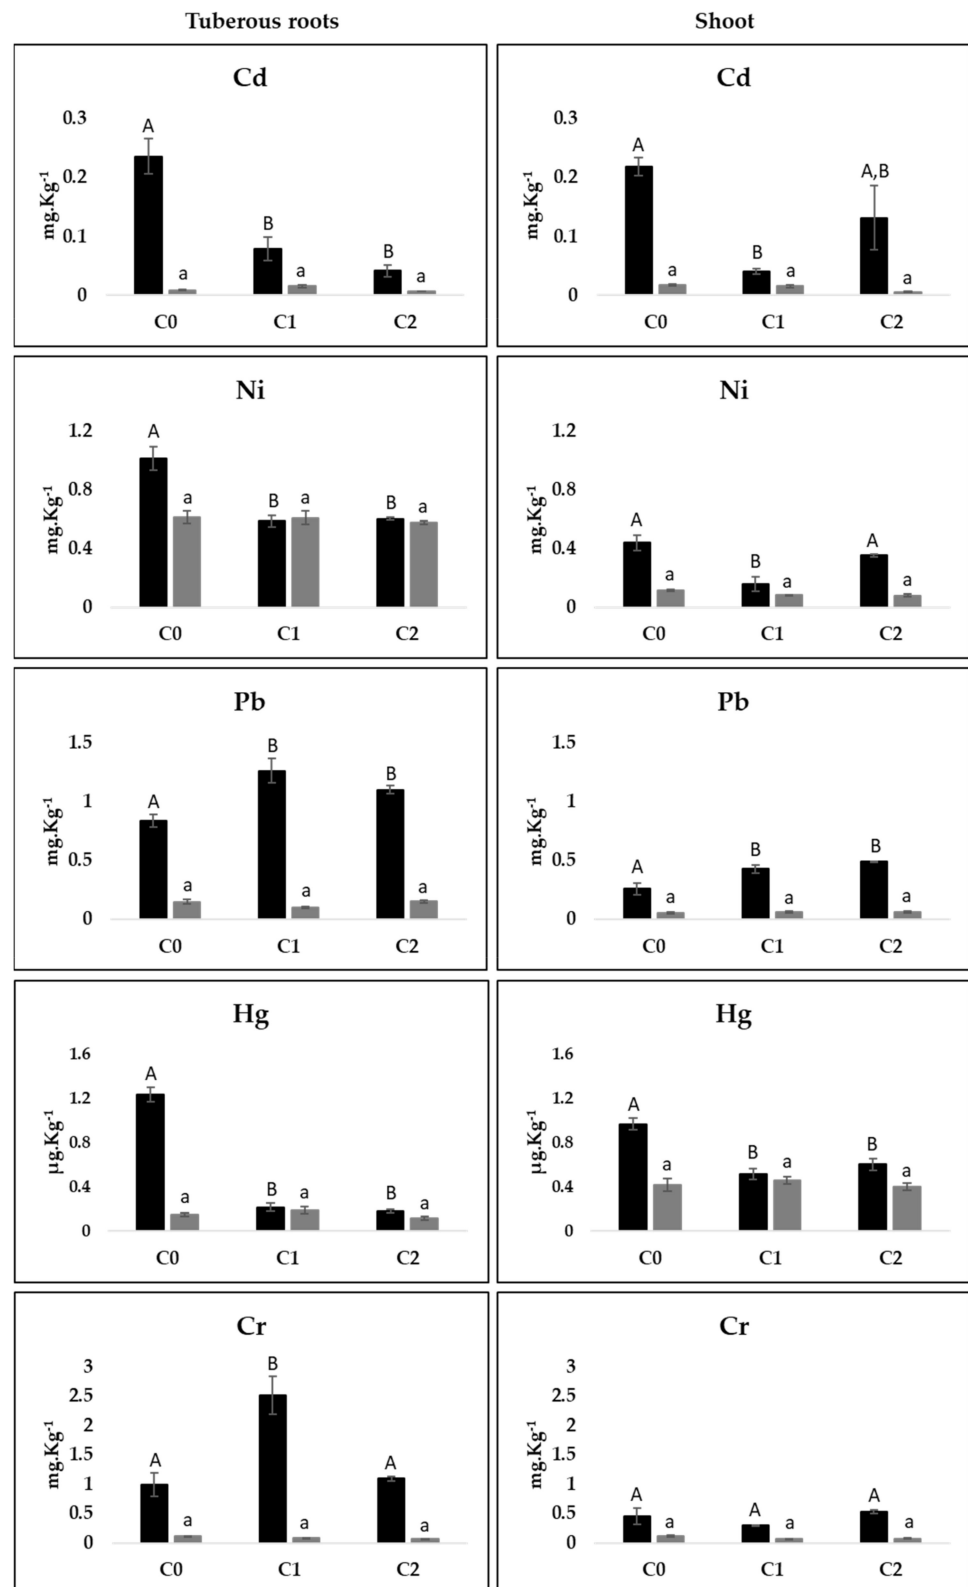 Tuberous roots
Shoot
Cd
mg.Kg-1
0.3
0.2
0.1
0
A
a
B
a
B
a
C0
C1
C2
Cd
mg.Kg-1
0.3
0.2
0.1
0
A
a
B
a
A,B
a
C0
C1
C2
Ni
mg.Kg-1
1.2
0.8
0.4
0
A
a
B
a
B
a
C0
C1
C2
Ni
mg.Kg-1
1.2
0.8
0.4
0
A
a
B
a
A
a
C0
C1
C2
Pb
mg.Kg-1
1.5
1
0.5
0
A
a
B
a
B
a
C0
C1
C2
Pb
mg.Kg-1
1.5
1
0.5
0
A
a
B
a
B
a
C0
C1
C2
Hg
µg.Kg-1
1.6
1.2
0.8
0.4
0
A
a
B
a
B
a
C0
C1
C2
Hg
µg.Kg-1
1.6
1.2
0.8
0.4
0
A
a
B
a
B
a
C0
C1
C2
Cr
mg.Kg-1
3
2.5
2
1.5
1
0.5
0
A
a
B
a
A
a
C0
C1
C2
Cr
mg.Kg-1
3
2.5
2
1.5
1
0.5
0
A
a
A
a
A
a
C0
C1
C2